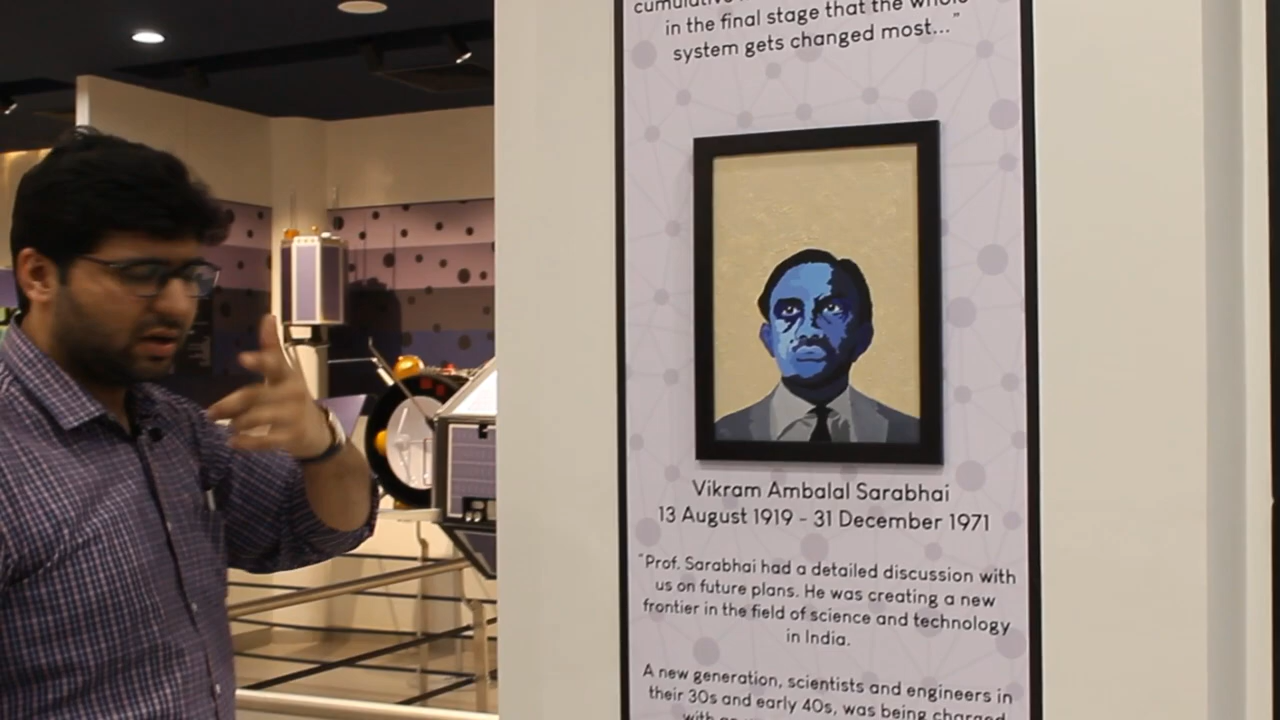 cumulative
in the final stage that the whole
system gets changed most..."
Vikram Ambalal Sarabhai
13 August 1919 - 31 December 1971
"Prof. Sarabhai had a detailed discussion with
us on future plans. He was creating a new
frontier in the field of science and technology
in India.
A new generation, scientists and engineers in
their 30s and early 40s, was being charged
with